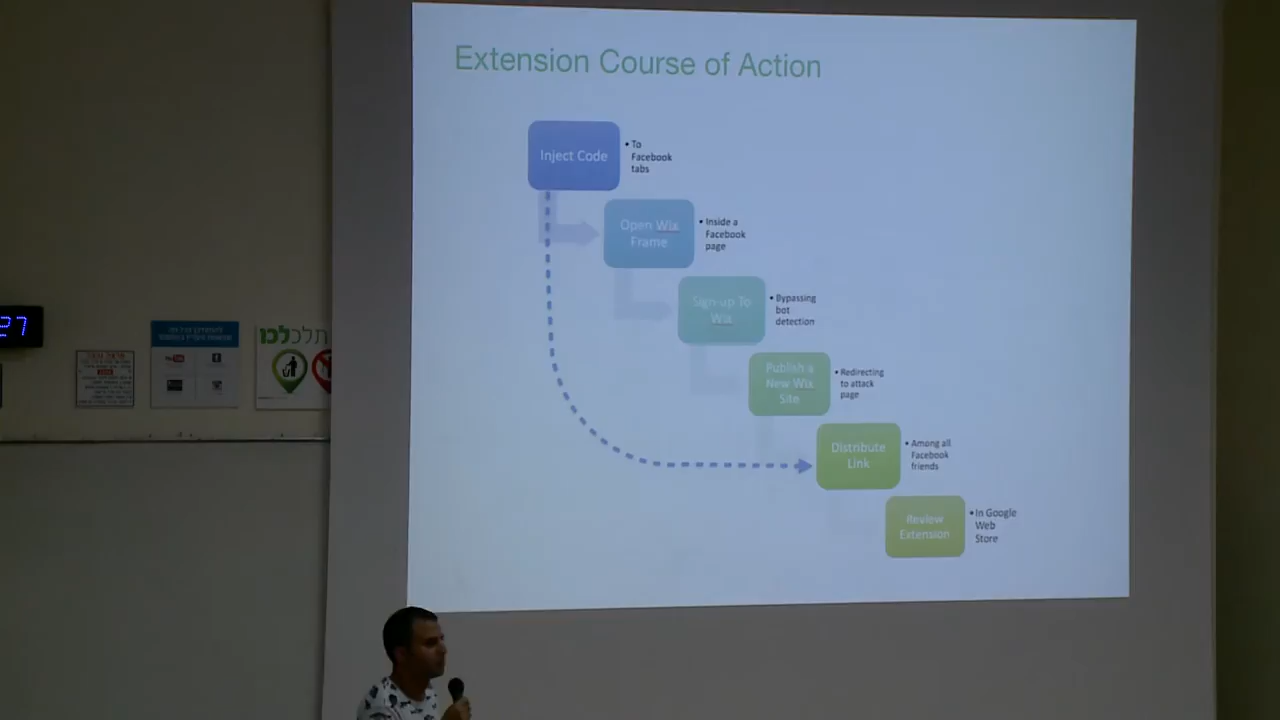 Extension Course of Action
Inject Code
• To
Facebook
tabs
Open Wix
Frame
• Inside a
Facebook
page
Sign up To
Wix
• Bypassing
bot
detection
Publish a
New Wix
Site
• Redirecting
to attack
page
Distribute
Link
• Among all
Facebook
friends
Review
Extension
• In Google
Web
Store
27
תלכלכו